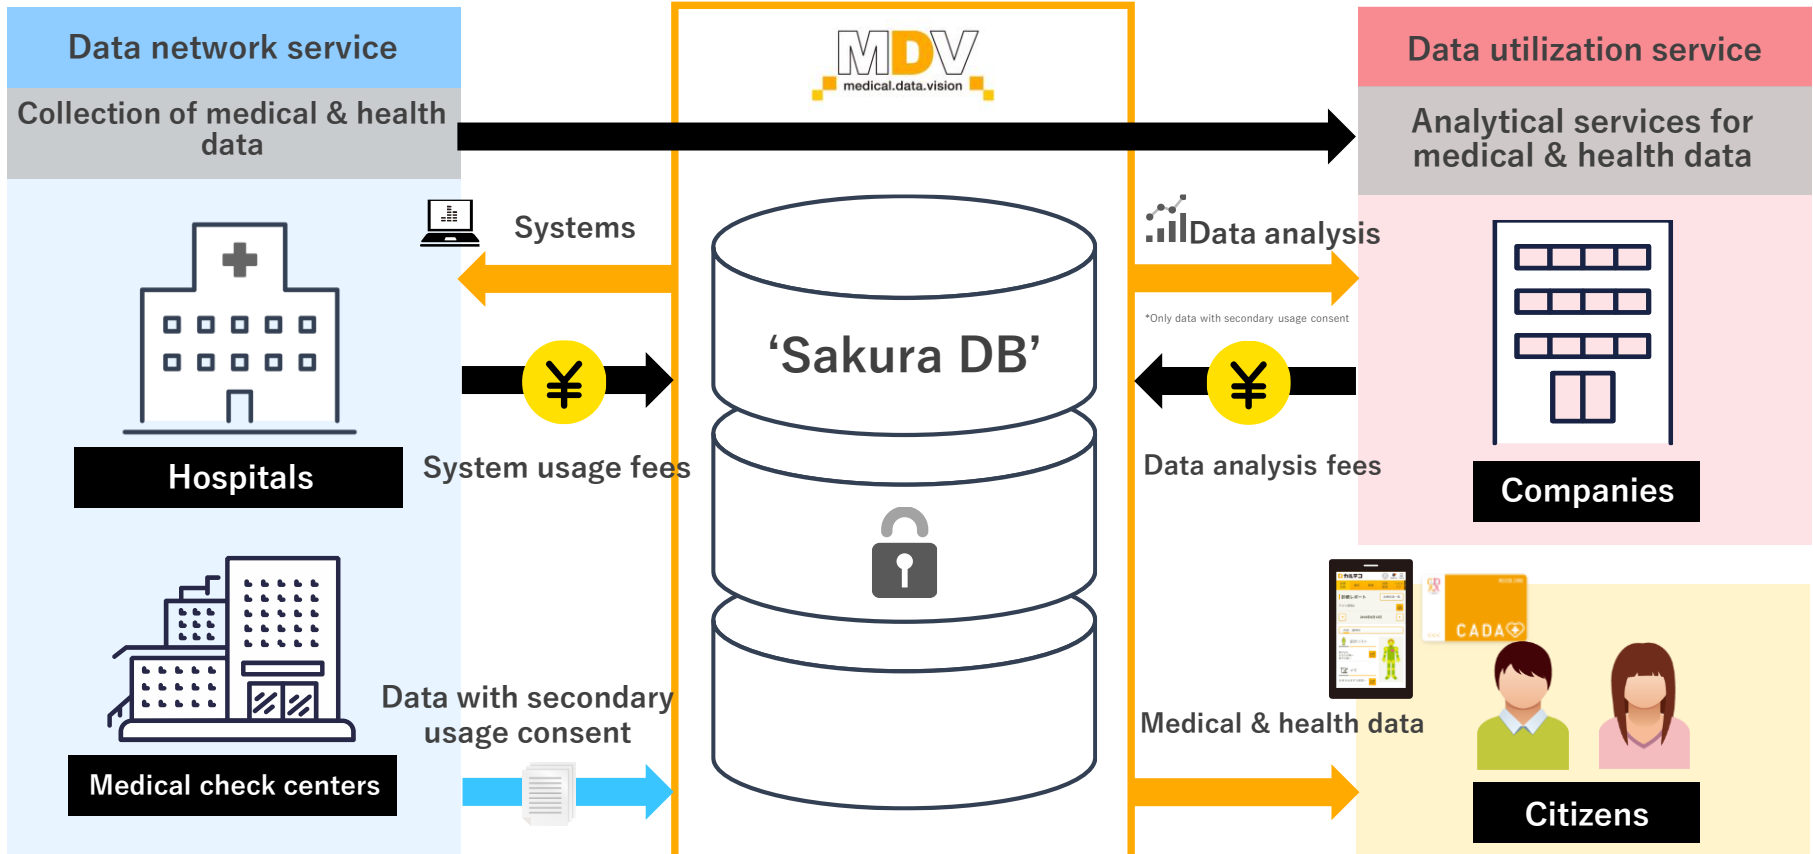 Data network service
Collection of medical & health
data
MDV
medical.data.vision
Data utilization service
Analytical services for
medical & health data
Systems
Data analysis
*Only data with secondary usage consent
¥
¥
'Sakura DB'
System usage fees
Data analysis fees
Hospitals
Companies
CADA
Data with secondary
usage consent
Medical & health data
Medical check centers
Citizens